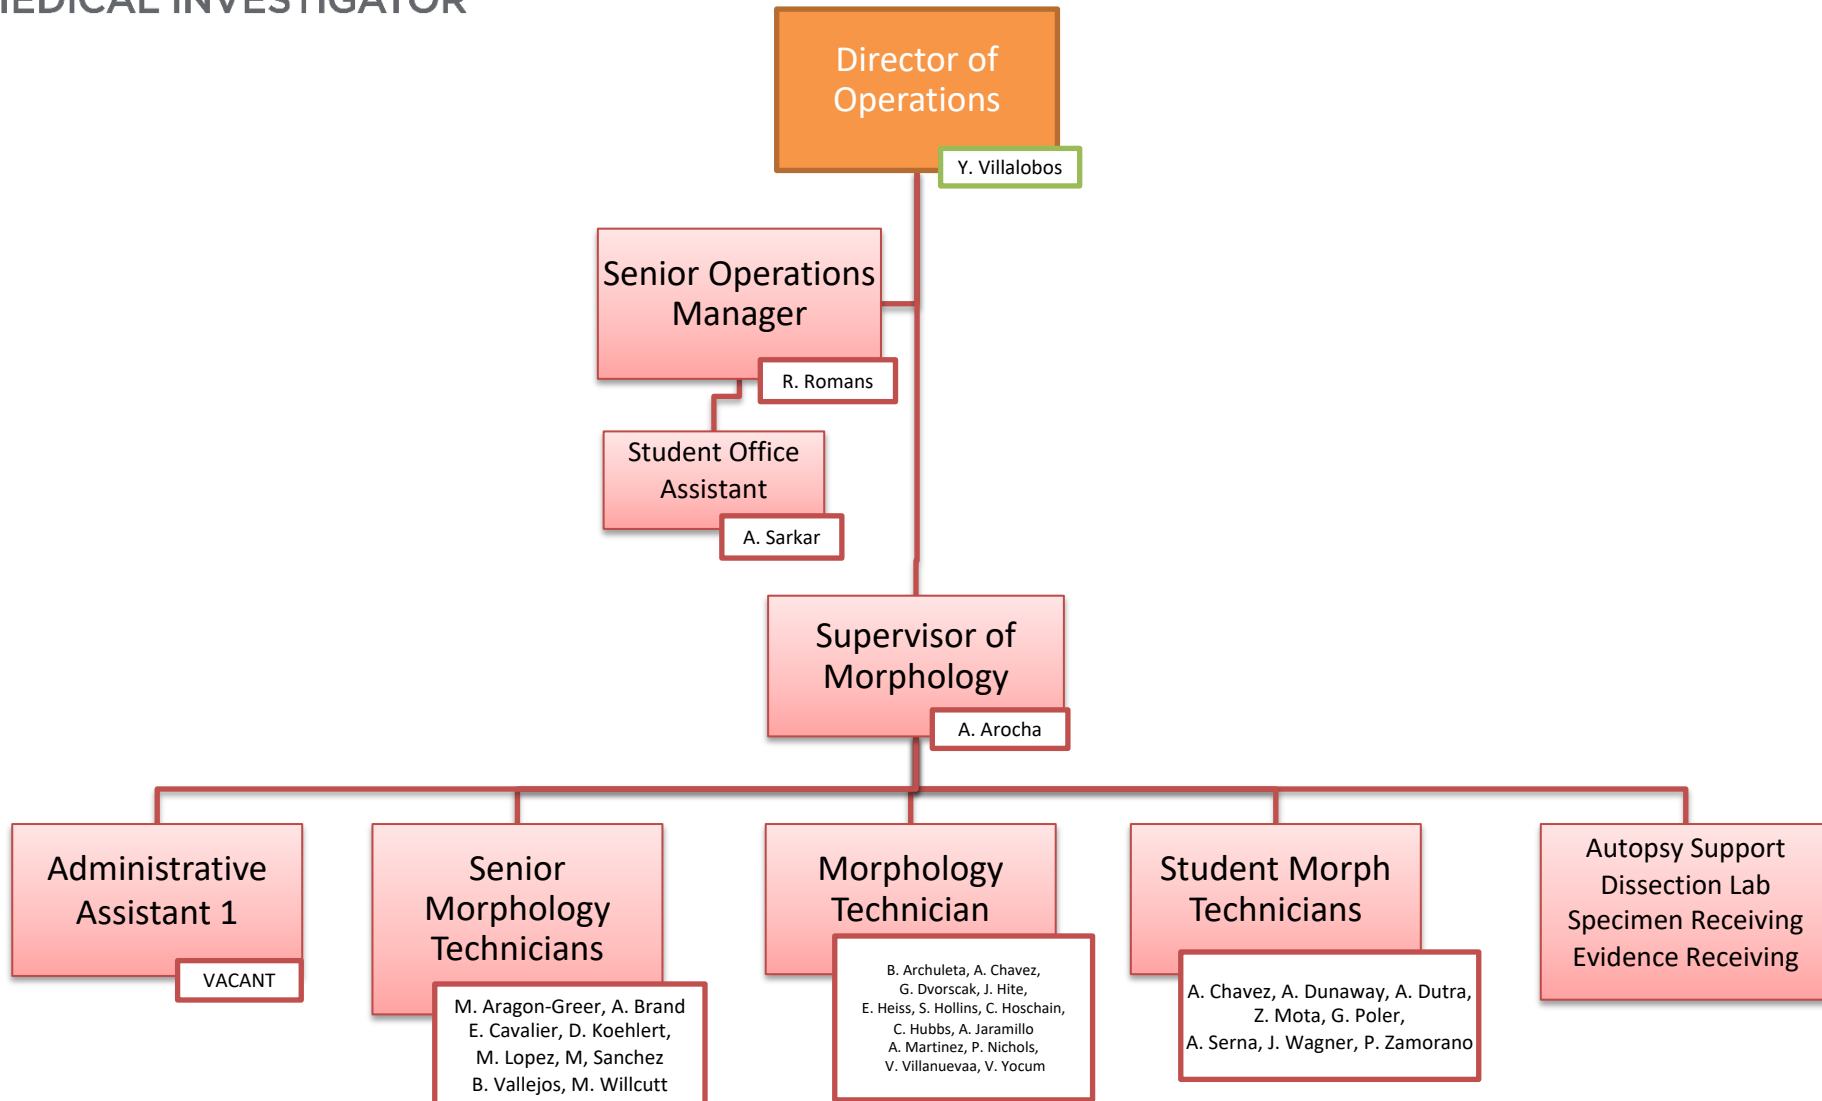 MEDICAL INVESTIGATOR
Director of
Operations
Y. Villalobos
Senior Operations
Manager
R. Romans
Student Office
Assistant
A. Sarkar
Supervisor of
Morphology
A. Arocha
Administrative
Assistant 1
VACANT
Senior
Morphology
Technicians
M. Aragon-Greer, A. Brand
E. Cavalier, D. Koehlert,
M. Lopez, M, Sanchez
B. Vallejos, M. Willcutt
Morphology
Technician
B. Archuleta, A. Chavez,
G. Dvorscak, J. Hite,
E. Heiss, S. Hollins, C. Hoschain,
C. Hubbs, A. Jaramillo
A. Martinez, P. Nichols,
V. Villanuevaa, V. Yocum
Student Morph
Technicians
A. Chavez, A. Dunaway, A. Dutra,
Z. Mota, G. Poler,
A. Serna, J. Wagner, P. Zamorano
Autopsy Support
Dissection Lab
Specimen Receiving
Evidence Receiving